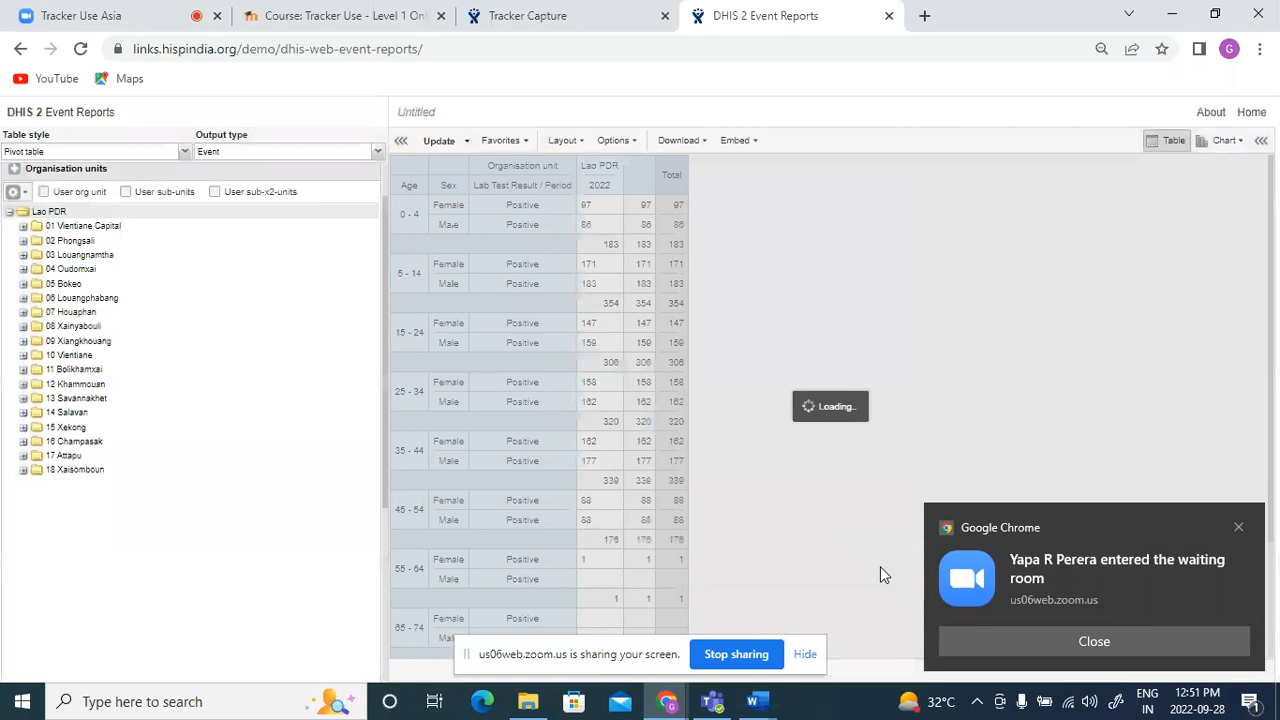 Tracker Use Asia
Course: Tracker Use - Level 1 Onl
Tracker Capture
DHIS 2 Event Reports
links.hispindia.org/demo/dhis-web-event-reports/
G
YouTube
Maps
DHIS 2 Event Reports
Untitled
About Home
Table style Output type
Pivot table Event
Update Favorites Layout Options Download Embed Table Chart
Organisation units
User org unit User sub-units User sub-x2-units
Lao PDR
01 Vientiane Capital
02 Phongsali
03 Louangnamtha
04 Oudomxai
05 Bokeo
06 Louangphabang
07 Houaphan
08 Xainyabouli
09 Xiangkhouang
10 Vientiane
11 Bolikhamxai
12 Khammouan
13 Savannakhet
14 Salavan
15 Xekong
16 Champasak
17 Attapu
18 Xaisomboun
Organisation unit Lao PDR Total
Age Sex Lab Test Result / Period 2022
0 - 4 Female Positive 97 97 97
Male Positive 86 86 86
183 183 183
5 - 14 Female Positive 171 171 171
Male Positive 183 183 183
354 354 354
15 - 24 Female Positive 147 147 147
Male Positive 159 159 159
306 306 306
25 - 34 Female Positive 158 158 158
Male Positive 162 162 162
320 320 320
35 - 44 Female Positive 162 162 162
Male Positive 177 177 177
339 339 339
45 - 54 Female Positive 88 88 88
Male Positive 88 88 88
176 176 176
55 - 64 Female Positive 1 1 1
Male Positive
1 1 1
65 - 74 Female Positive
Loading..
Google Chrome
Yapa R Perera entered the waiting
room
us06web.zoom.us
Close
us06web.zoom.us is sharing your screen. Stop sharing Hide
Type here to search
32°C
ENG
IN
12:51 PM
2022-09-28
1